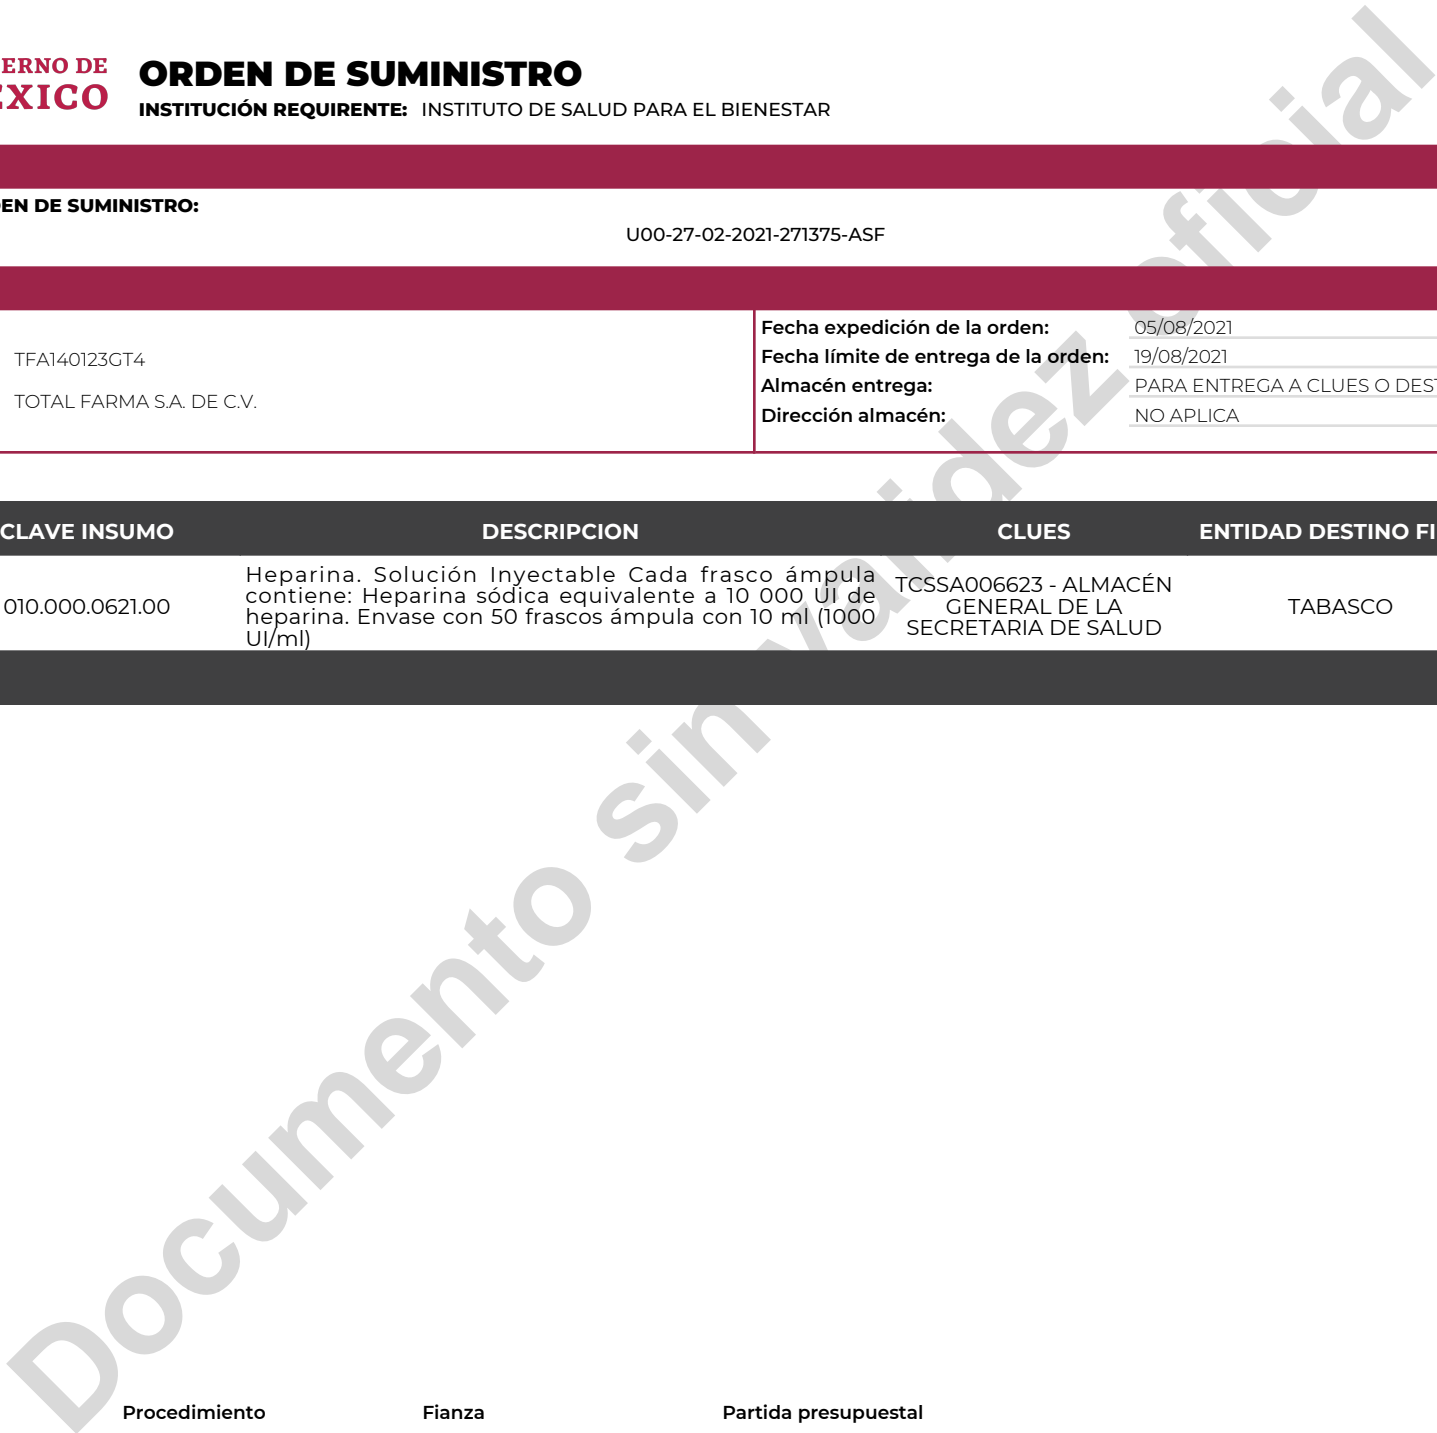 ERNO DE
EXICO
ORDEN DE SUMINISTRO
INSTITUCIÓN REQUIRENTE: INSTITUTO DE SALUD PARA EL BIENESTAR
EN DE SUMINISTRO:
U00-27-02-2021-271375-ASF
TFA140123GT4
TOTAL FARMA S.A. DE C.V.
Fecha expedición de la orden: 05/08/2021
Fecha límite de entrega de la orden: 19/08/2021
Almacén entrega: PARA ENTREGA A CLUES O DEST
Dirección almacén: NO APLICA
CLAVE INSUMO DESCRIPCION CLUES ENTIDAD DESTINO FI
010.000.0621.00
Heparina. Solución Inyectable Cada frasco ámpula
contiene: Heparina sódica equivalente a 10 000 UI de
heparina. Envase con 50 frascos ámpula con 10 ml (1000
UI/ml)
TCSSA006623 - ALMACÉN
GENERAL DE LA
SECRETARIA DE SALUD
TABASCO
Documento sin validez oficial
Procedimiento Fianza Partida presupuestal